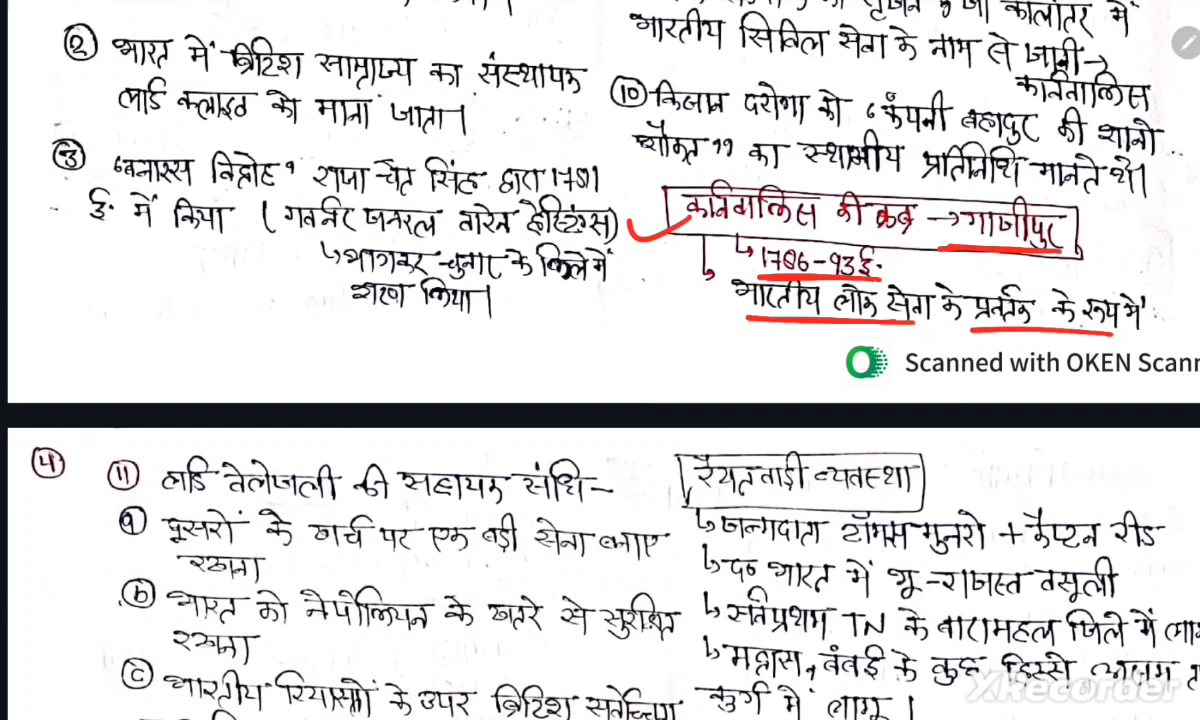 ② भारत में ब्रिटिश साम्राज्य का संस्थापक
लार्ड क्लाइव को माना जाता।
③ "बनारस विद्रोह" राजा चैत सिंह द्वारा 1781
ई. में किया (गवर्नर जनरल वारेन हेस्टिंग्स)
↳ भागकर चुनार के किले में
शरण लिया।
कालांतर में
भारतीय सिविल सेवा के नाम से जानी →
कार्नवालिस
⑩ किसान दरोगा को "कंपनी बहादुर की शानो
शौकत" का स्थानीय प्रतिनिधि मानते थे।
कार्नवालिस की कब्र → गाजीपुर
↳ 1786-93 ई.
↳ भारतीय लोक सेवा के प्रवर्तक के रूप में
Scanned with OKEN Scann
④ ⑪ लार्ड वेलेजली की सहायक संधि -
ⓐ दूसरों के खर्च पर एक बड़ी सेना बनाए
रखना
ⓑ भारत को नेपोलियन के खतरे से सुरक्षित
रखना
ⓒ भारतीय रियासतों के उपर ब्रिटिश सर्वोच्चता
रैयतवाड़ी व्यवस्था
↳ जन्मदाता टॉमस मुनरो + कैप्टन रीड
↳ द० भारत में भू-राजस्व वसूली
↳ सर्वप्रथम TN के बारामहल जिले में
↳ मद्रास, बंबई के कुछ हिस्से
कुर्ग में लागू।
XRecorder